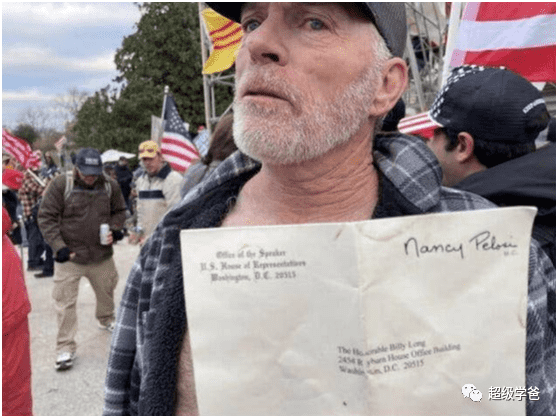 Office of the Speaker
U.S. House of Representatives
Washington, D.C. 20515
Nancy Pelosi
M.C.
The Honorable Billy Long
2454 Rayburn House Office Building
Washington, D.C. 20515
超级学爸